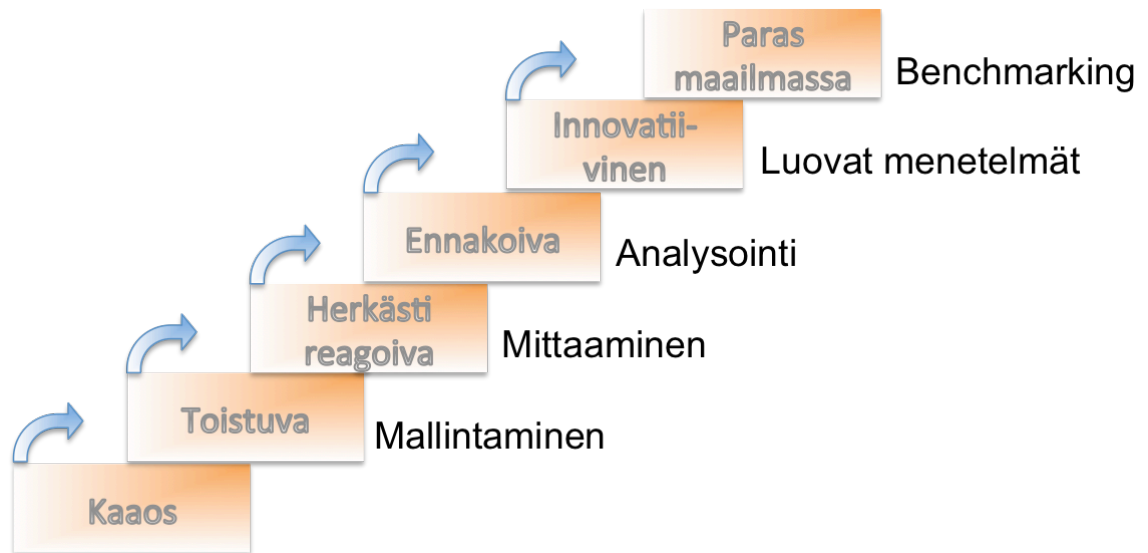 Paras
maailmassa
Benchmarking
Innovatii-
vinen
Luovat menetelmät
Ennakoiva
Analysointi
Herkästi
reagoiva
Mittaaminen
Toistuva
Mallintaminen
Kaaos